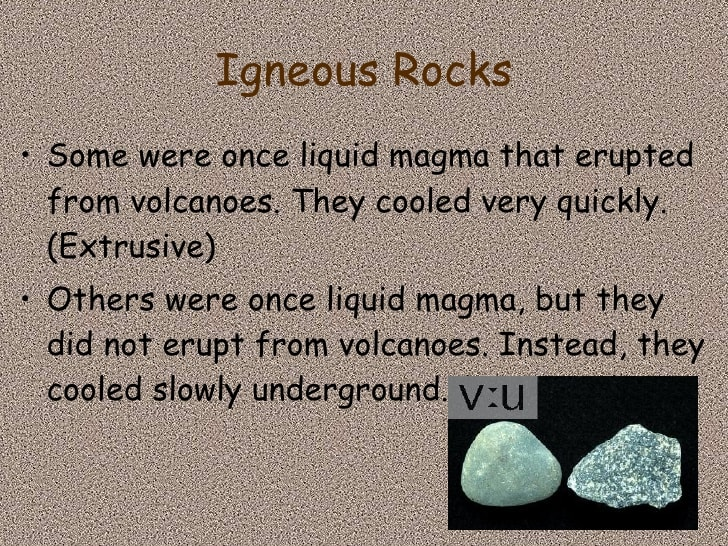 Igneous Rocks
• Some were once liquid magma that erupted
from volcanoes. They cooled very quickly.
(Extrusive)
• Others were once liquid magma, but they
did not erupt from volcanoes. Instead, they
cooled slowly underground.